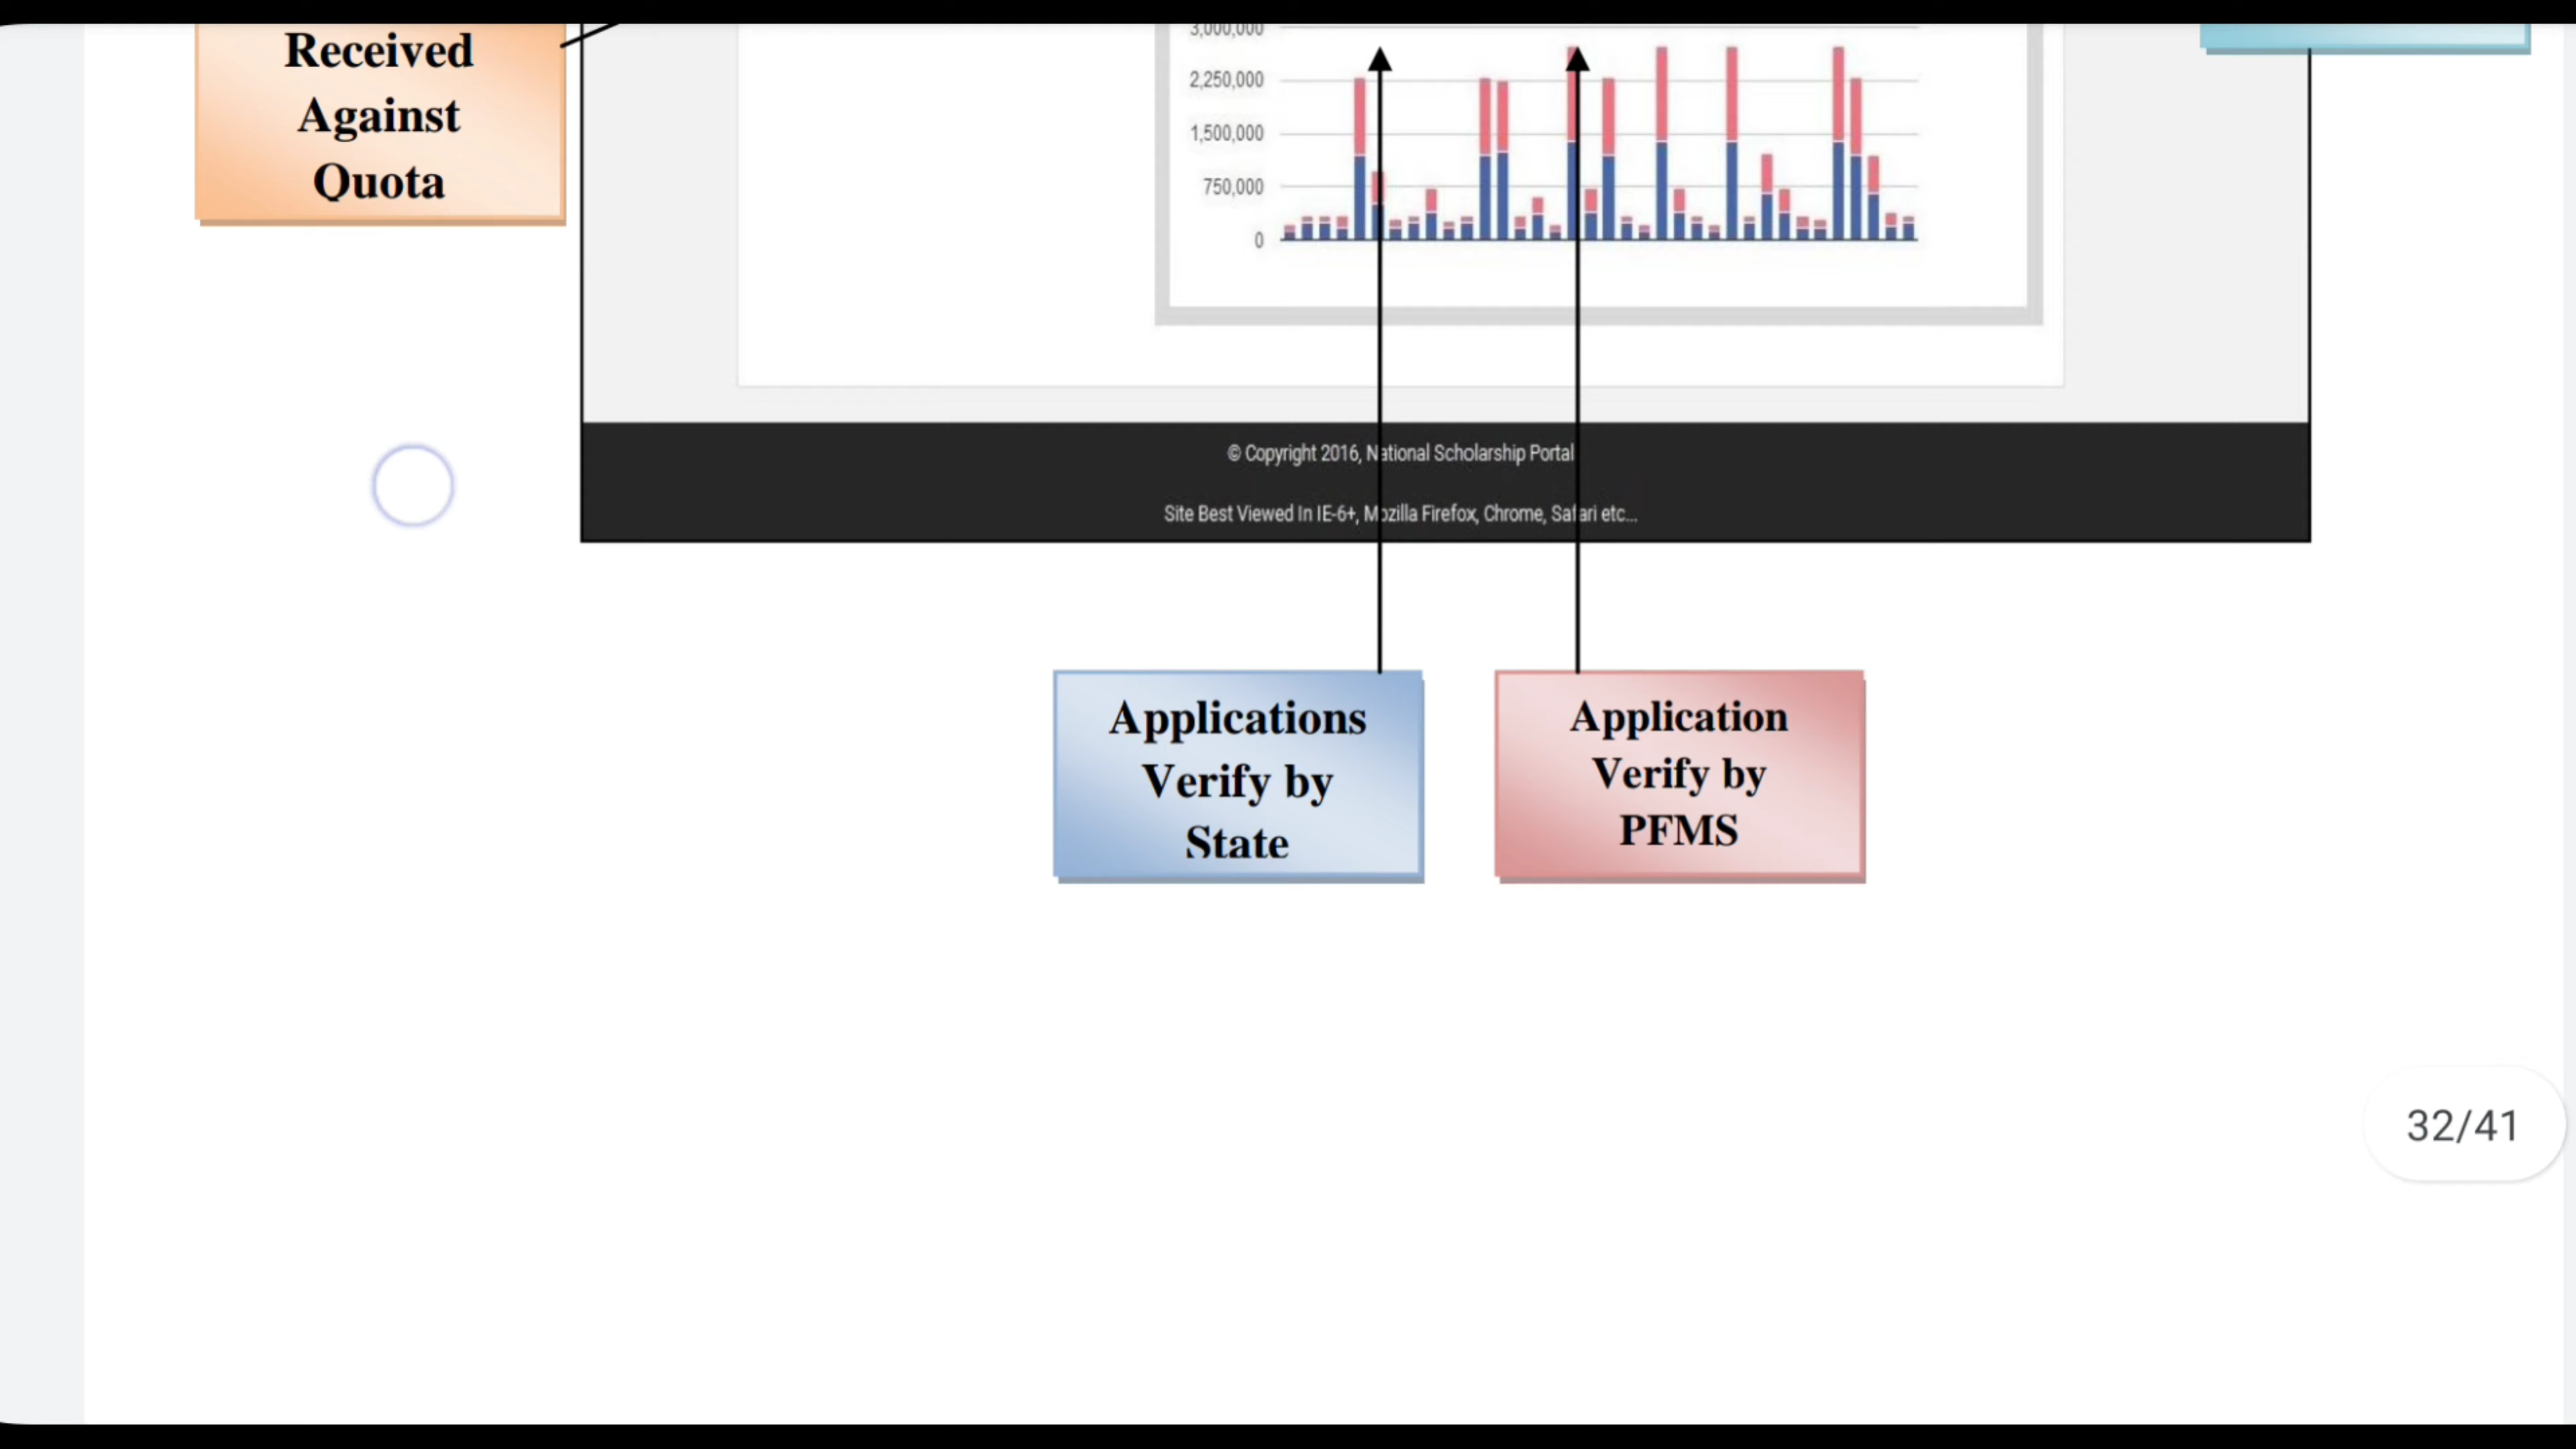 Received
Against
Quota
3,000,000
2,250,000
1,500,000
750,000
0
© Copyright 2016, National Scholarship Portal
Site Best Viewed In IE-6+, Mozilla Firefox, Chrome, Safari etc...
Applications
Verify by
State
Application
Verify by
PFMS
32/41